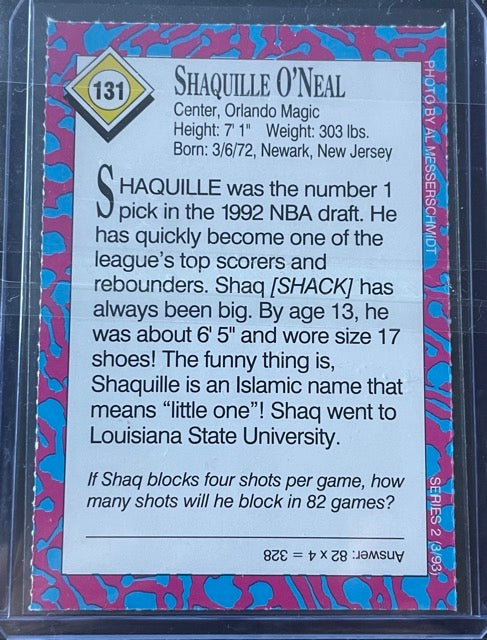 131
SHAQUILLE O'NEAL
Center, Orlando Magic
Height: 7' 1" Weight: 303 lbs.
Born: 3/6/72, Newark, New Jersey
SHAQUILLE was the number 1
pick in the 1992 NBA draft. He
has quickly become one of the
league's top scorers and
rebounders. Shaq [SHACK] has
always been big. By age 13, he
was about 6' 5" and wore size 17
shoes! The funny thing is,
Shaquille is an Islamic name that
means "little one"! Shaq went to
Louisiana State University.
If Shaq blocks four shots per game, how
many shots will he block in 82 games?
Answer: 82 x 4 = 328
PHOTO BY AL MESSERSCHMIDT
SERIES 2 (3/93)